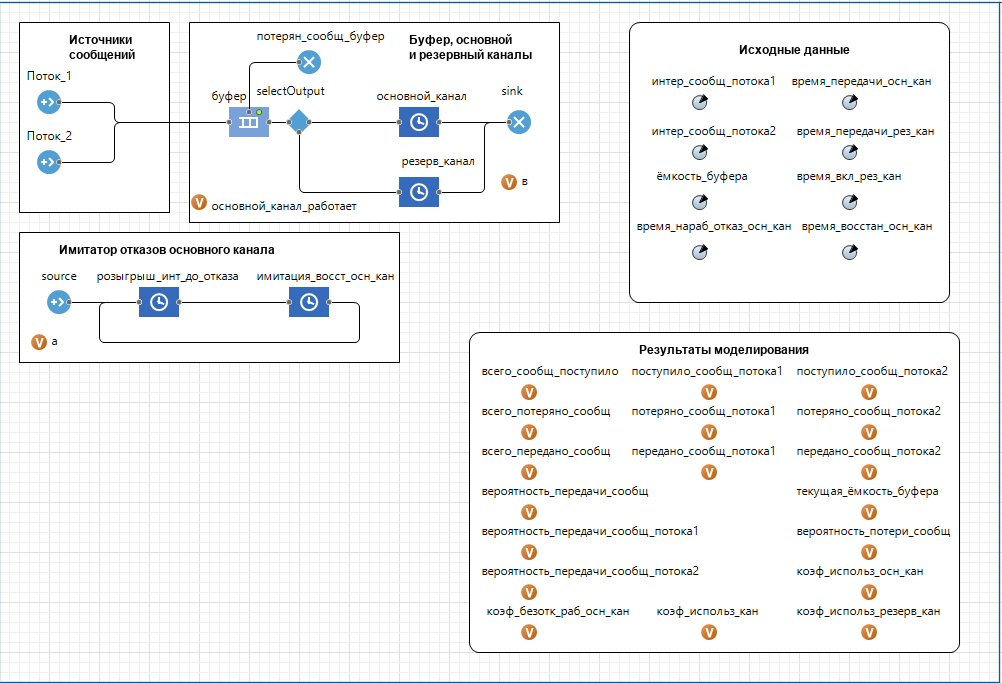 Источники
сообщений
Поток_1
Поток_2
потерян_сообщ_буфер
Буфер, основной
и резервный каналы
буфер
selectOutput
основной_канал
sink
резерв_канал
V
в
V
основной_канал_работает
Имитатор отказов основного канала
source
розыгрыш_инт_до_отказа
имитация_восст_осн_кан
V
а
Исходные данные
интер_сообщ_потока1
время_передачи_осн_кан
интер_сообщ_потока2
время_передачи_рез_кан
ёмкость_буфера
время_вкл_рез_кан
время_нараб_отказ_осн_кан
время_восстан_осн_кан
Результаты моделирования
всего_сообщ_поступило
поступило_сообщ_потока1
поступило_сообщ_потока2
V
V
V
всего_потеряно_сообщ
потеряно_сообщ_потока1
потеряно_сообщ_потока2
V
V
V
всего_передано_сообщ
передано_сообщ_потока1
передано_сообщ_потока2
V
V
V
вероятность_передачи_сообщ
текущая_ёмкость_буфера
V
V
вероятность_передачи_сообщ_потока1
вероятность_потери_сообщ
V
V
вероятность_передачи_сообщ_потока2
коэф_использ_осн_кан
V
V
коэф_безотк_раб_осн_кан
коэф_использ_кан
коэф_использ_резерв_кан
V
V
V